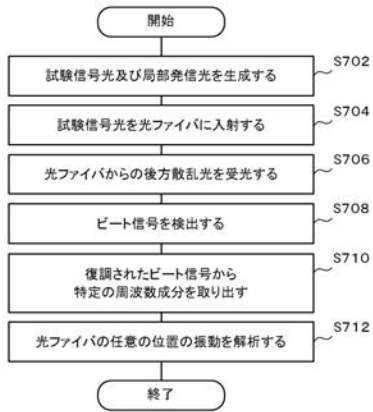 開始
試験信号光及び局部発信光を生成する
S702
試験信号光を光ファイバに入射する
S704
光ファイバからの後方散乱光を受光する
S706
ビート信号を検出する
S708
復調されたビート信号から
特定の周波数成分を取り出す
S710
光ファイバの任意の位置の振動を解析する
S712
終了